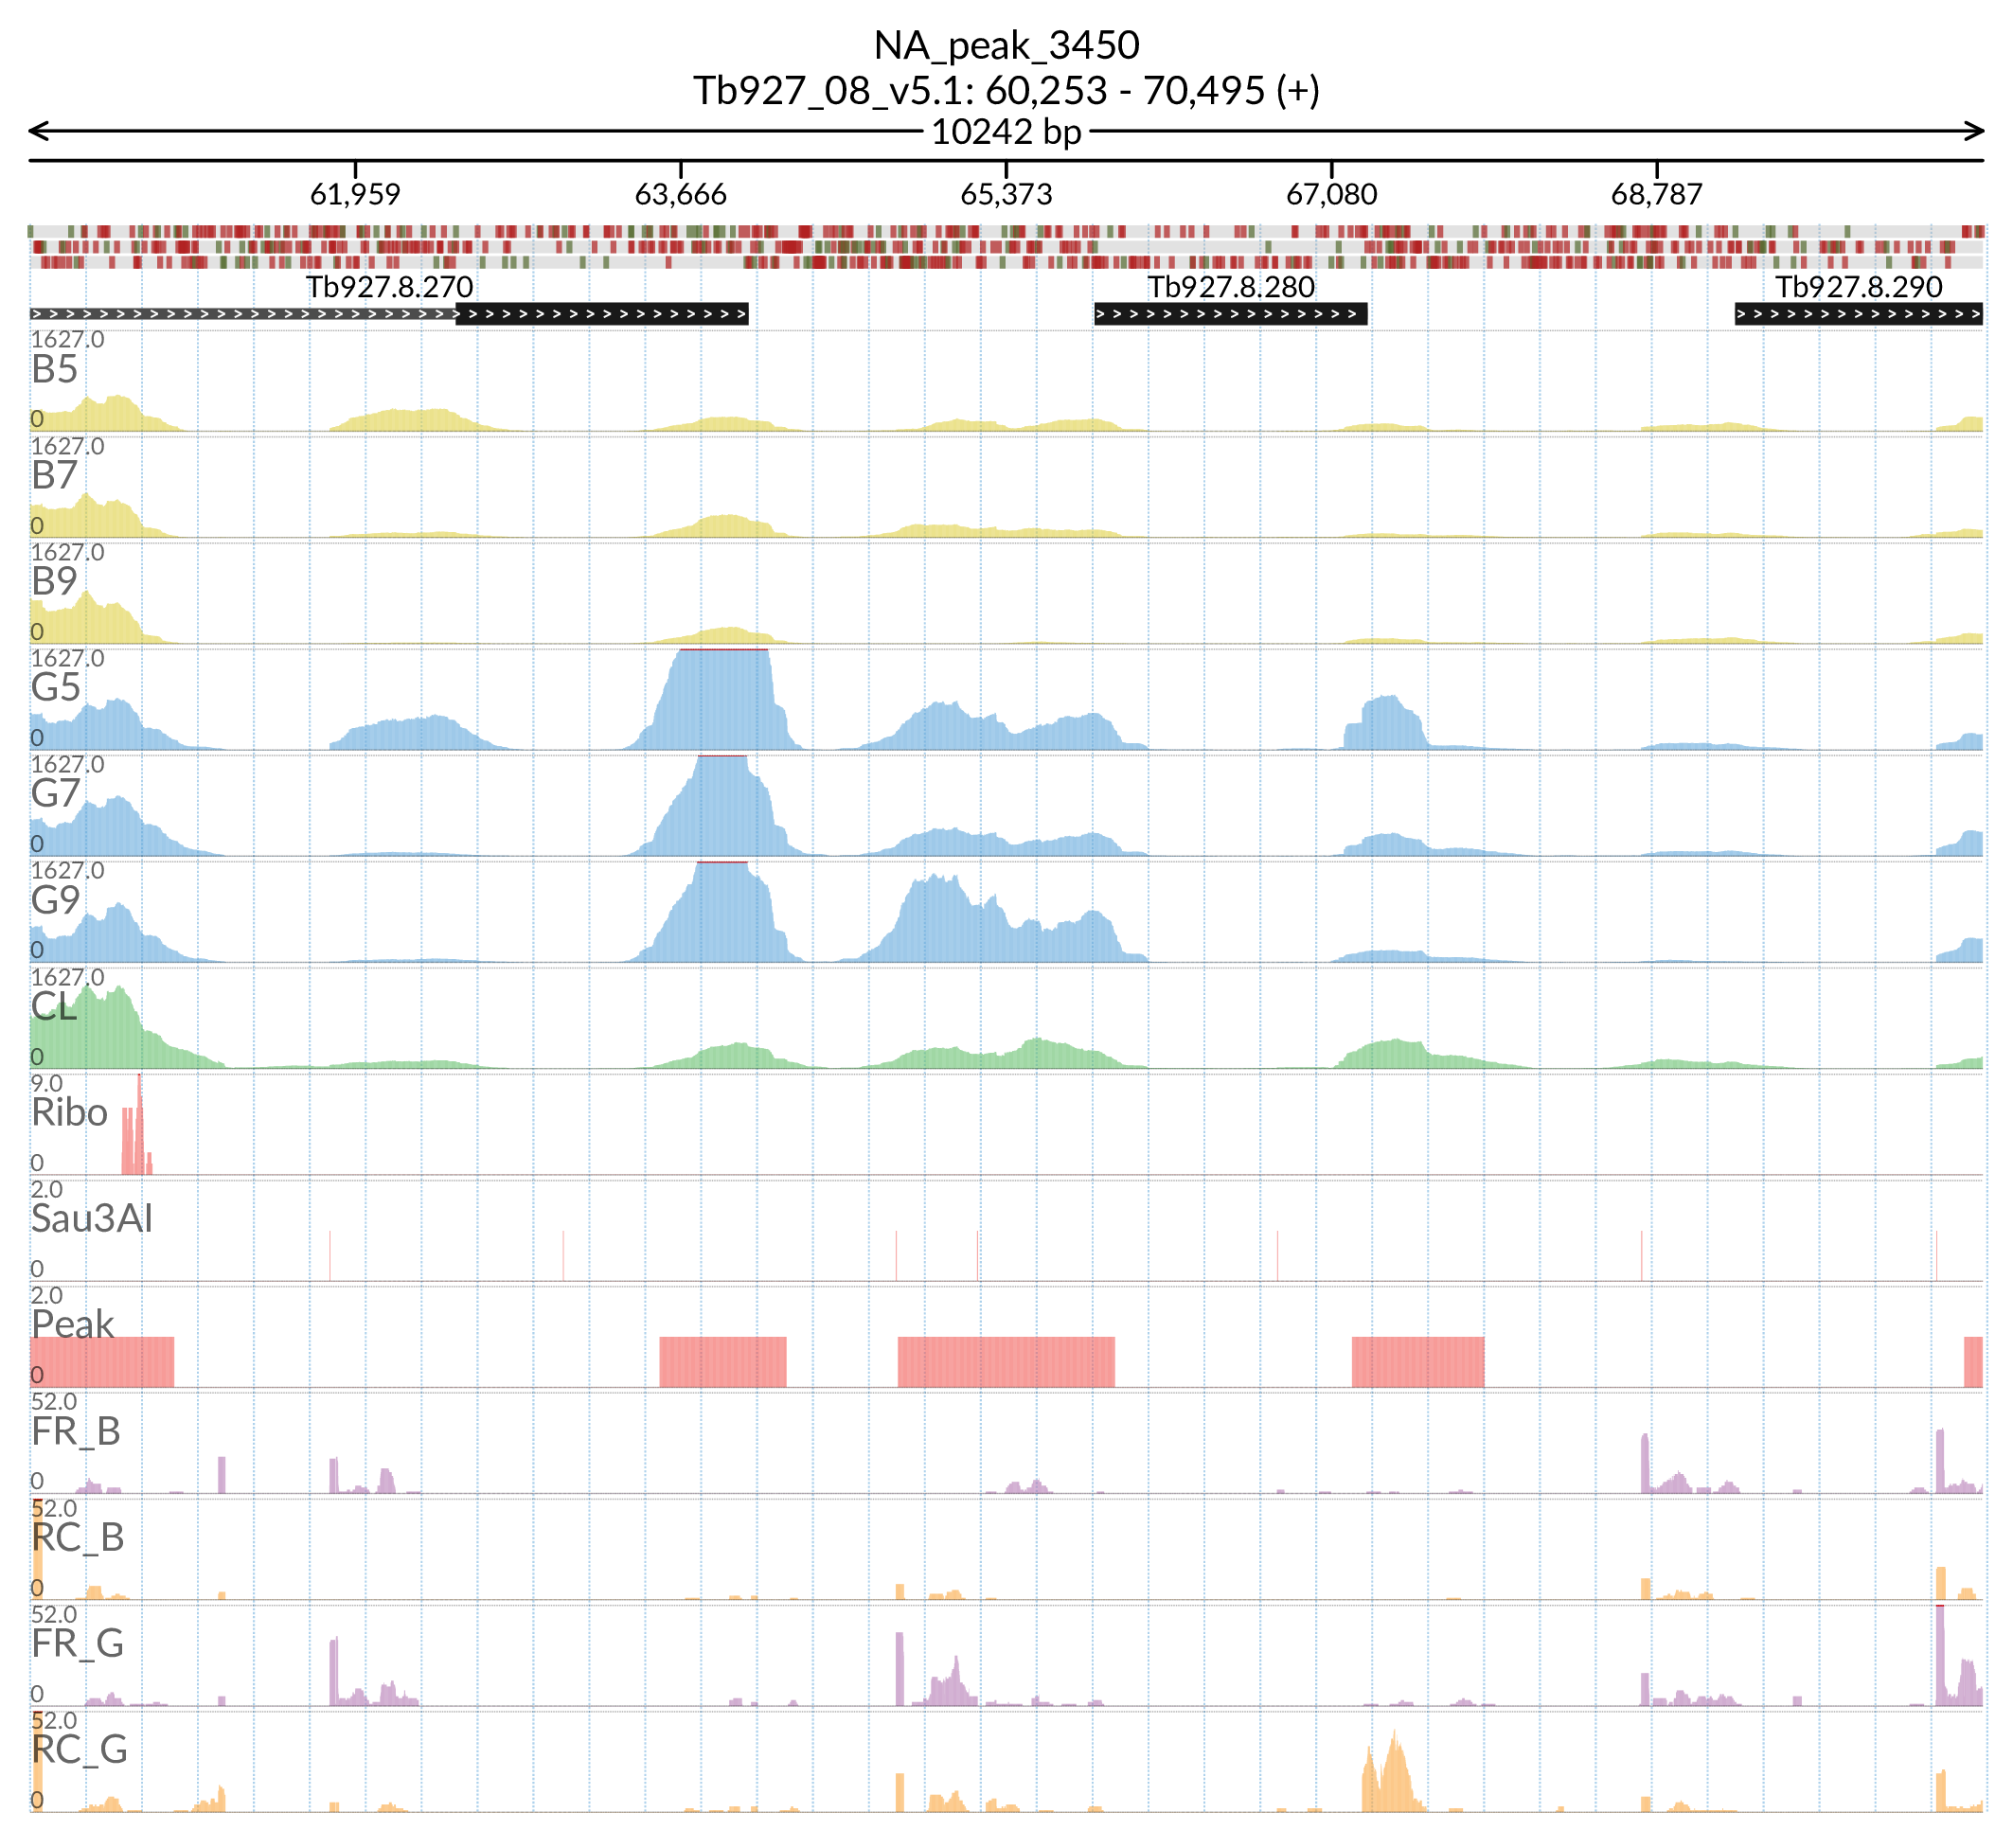 NA_peak_3450
Tb927_08_v5.1: 60,253 - 70,495 (+)
10242 bp
61,959 63,666 65,373 67,080 68,787
Tb927.8.270 Tb927.8.280 Tb927.8.290
1627.0
B5
0
1627.0
B7
0
1627.0
B9
0
1627.0
G5
0
1627.0
G7
0
1627.0
G9
0
1627.0
CL
0
9.0
Ribo
0
2.0
Sau3AI
0
2.0
Peak
0
52.0
FR_B
0
52.0
RC_B
0
52.0
FR_G
0
52.0
RC_G
0